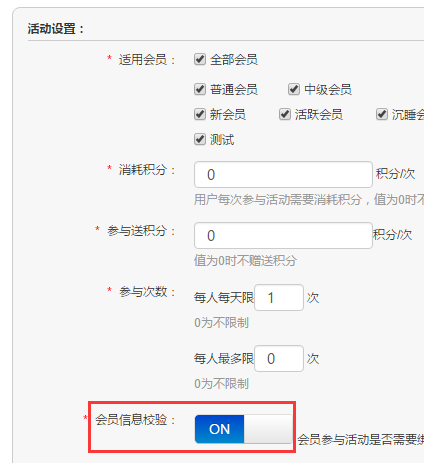 活动设置：
* 适用会员： 全部会员
普通会员 中级会员
新会员 活跃会员 沉睡会
测试
* 消耗积分： 0 积分/次
用户每次参与活动需要消耗积分，值为0时不
* 参与送积分： 0 积分/次
值为0时不赠送积分
* 参与次数： 每人每天限 1 次
0为不限制
每人最多限 0 次
0为不限制
* 会员信息校验： ON 会员参与活动是否需要绑